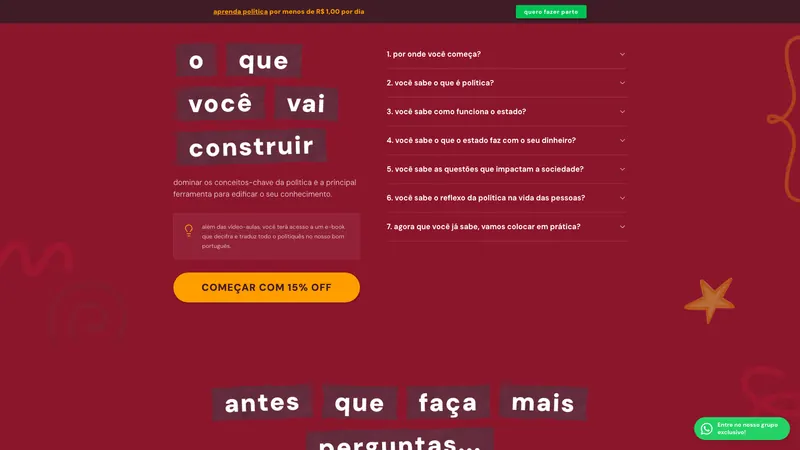 aprenda política por menos de R$ 1,00 por dia
quero fazer parte
o que
você vai
construir
dominar os conceitos-chave da política é a principal
ferramenta para edificar o seu conhecimento.
além das vídeo-aulas, você terá acesso a um e-book
que decifra e traduz todo o politiquês no nosso bom
português.
COMEÇAR COM 15% OFF
1. por onde você começa?
2. você sabe o que é política?
3. você sabe como funciona o estado?
4. você sabe o que o estado faz com o seu dinheiro?
5. você sabe as questões que impactam a sociedade?
6. você sabe o reflexo da política na vida das pessoas?
7. agora que você já sabe, vamos colocar em prática?
antes que faça mais
perguntas...
Entre no nosso grupo
exclusivo!